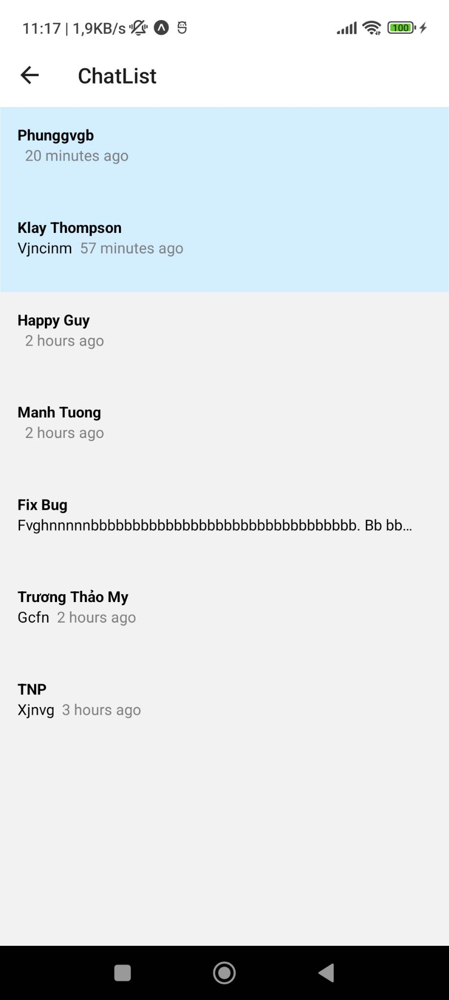 11:17 | 1,9KB/s
100
ChatList
Phunggvgb
20 minutes ago
Klay Thompson
Vjncinm 57 minutes ago
Happy Guy
2 hours ago
Manh Tuong
2 hours ago
Fix Bug
Fvghnnnnnbbbbbbbbbbbbbbbbbbbbbbbbbbbbbbbb. Bb bb...
Trương Thảo My
Gcfn 2 hours ago
TNP
Xjnvg 3 hours ago